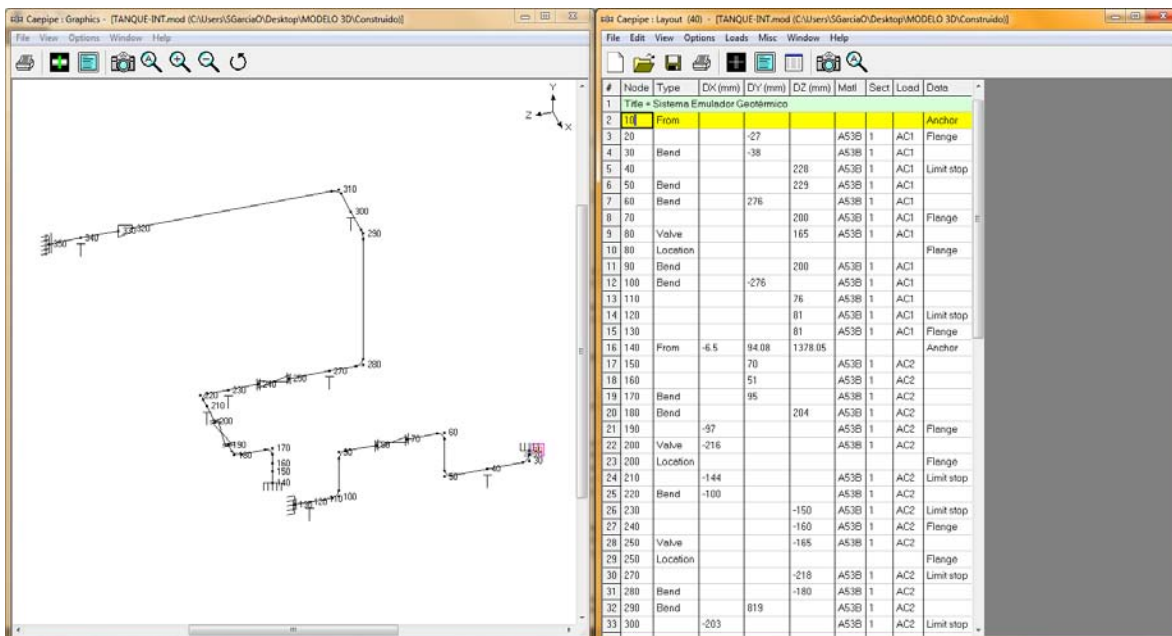 Caepipe : Graphics - [TANQUE-INT.mod (C:\Users\SGarciaO\Desktop\MODELO 3D\Construido)]
File View Options Window Help
Y
Z
X
310
300
290
350 340 330 320
280
270
250
240
230
220
210
200
190
180
170
160
150
140
130 120 110 100
90
80 70
60
50
40
30
Caepipe : Layout (40) - [TANQUE-INT.mod (C:\Users\SGarciaO\Desktop\MODELO 3D\Construido)]
File Edit View Options Loads Misc Window Help
# Node Type DX (mm) DY (mm) DZ (mm) Matl Sect Load Data
1 Title = Sistema Emulador Geotérmico
2 10 From Anchor
3 20 -27 A53B 1 AC1 Flange
4 30 Bend -38 A53B 1 AC1
5 40 228 A53B 1 AC1 Limit stop
6 50 Bend 229 A53B 1 AC1
7 60 Bend 276 A53B 1 AC1
8 70 200 A53B 1 AC1 Flange
9 80 Valve 165 A53B 1 AC1
10 80 Location Flange
11 90 Bend 200 A53B 1 AC1
12 100 Bend -276 A53B 1 AC1
13 110 76 A53B 1 AC1
14 120 81 A53B 1 AC1 Limit stop
15 130 81 A53B 1 AC1 Flange
16 140 From -6.5 94.08 1378.05 Anchor
17 150 70 A53B 1 AC2
18 160 51 A53B 1 AC2
19 170 Bend 95 A53B 1 AC2
20 180 Bend 204 A53B 1 AC2
21 190 -97 A53B 1 AC2 Flange
22 200 Valve -216 A53B 1 AC2
23 200 Location Flange
24 210 -144 A53B 1 AC2 Limit stop
25 220 Bend -100 A53B 1 AC2
26 230 -150 A53B 1 AC2 Limit stop
27 240 -160 A53B 1 AC2 Flange
28 250 Valve -165 A53B 1 AC2
29 250 Location Flange
30 270 -218 A53B 1 AC2 Limit stop
31 280 Bend -180 A53B 1 AC2
32 290 Bend 819 A53B 1 AC2
33 300 -203 A53B 1 AC2 Limit stop